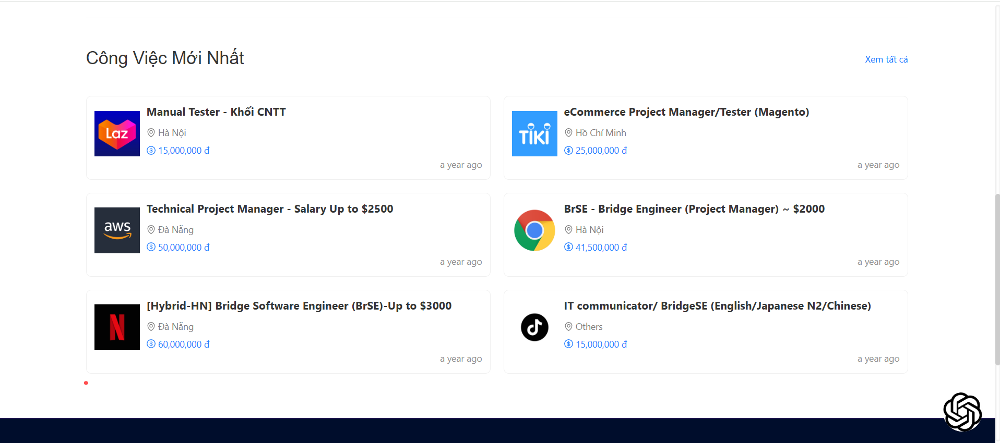 Công Việc Mới Nhất
Xem tất cả
Laz
Manual Tester - Khối CNTT
Hà Nội
15,000,000 đ
a year ago
TIKI
eCommerce Project Manager/Tester (Magento)
Hồ Chí Minh
25,000,000 đ
a year ago
aws
Technical Project Manager - Salary Up to $2500
Đà Nẵng
50,000,000 đ
a year ago
BrSE - Bridge Engineer (Project Manager) ~ $2000
Hà Nội
41,500,000 đ
a year ago
N
[Hybrid-HN] Bridge Software Engineer (BrSE)-Up to $3000
Đà Nẵng
60,000,000 đ
a year ago
IT communicator/ BridgeSE (English/Japanese N2/Chinese)
Others
15,000,000 đ
a year ago